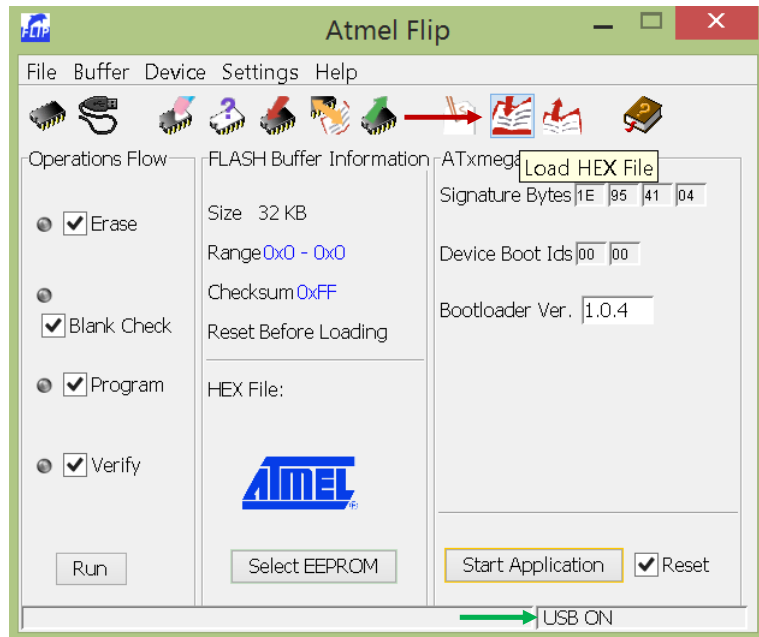 FLIP
Atmel Flip
File Buffer Device Settings Help
Load HEX File
Operations Flow
Erase
Blank Check
Program
Verify
Run
FLASH Buffer Information
Size 32 KB
Range 0x0 - 0x0
Checksum 0xFF
Reset Before Loading
HEX File:
ATMEL
Select EEPROM
ATxmega
Signature Bytes 1E 95 41 04
Device Boot Ids 00 00
Bootloader Ver. 1.0.4
Start Application Reset
USB ON